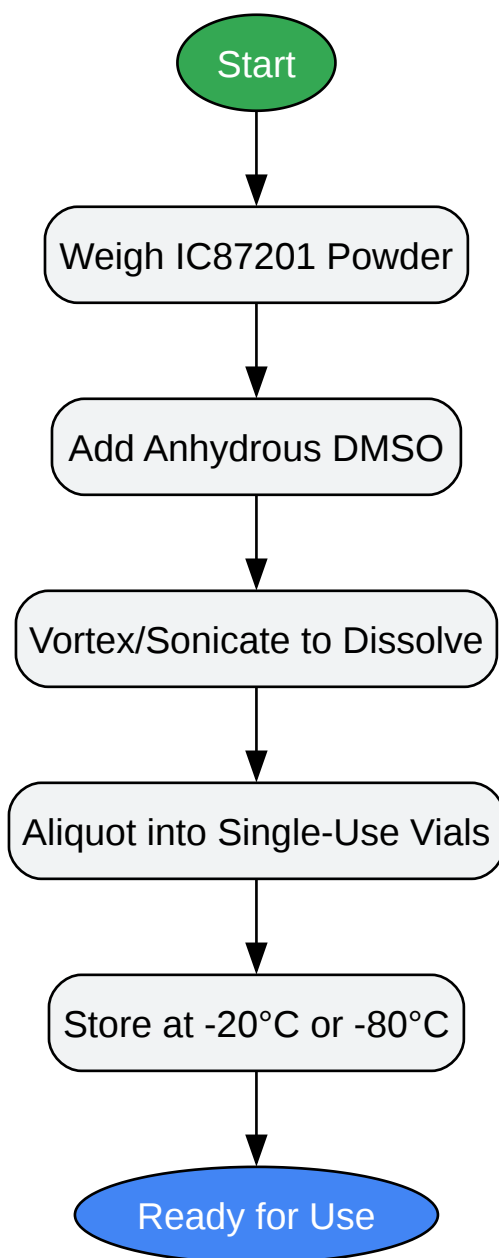 Start
Weigh IC87201 Powder
Add Anhydrous DMSO
Vortex/Sonicate to Dissolve
Aliquot into Single-Use Vials
Store at -20°C or -80°C
Ready for Use